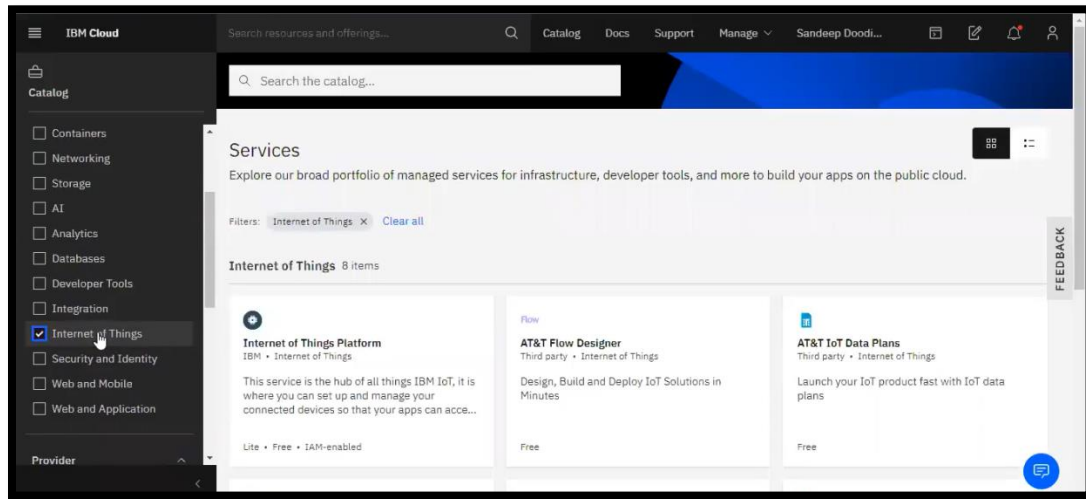 IBM Cloud
Search resources and offerings...
Catalog
Docs
Support
Manage
Sandeep Doodi...
Catalog
Containers
Networking
Storage
AI
Analytics
Databases
Developer Tools
Integration
Internet of Things
Security and Identity
Web and Mobile
Web and Application
Provider
Search the catalog...
Services
Explore our broad portfolio of managed services for infrastructure, developer tools, and more to build your apps on the public cloud.
Filters: Internet of Things X Clear all
Internet of Things 8 items
Internet of Things Platform
IBM • Internet of Things
This service is the hub of all things IBM IoT, it is
where you can set up and manage your
connected devices so that your apps can acce...
Lite • Free • IAM-enabled
Flow
AT&T Flow Designer
Third party • Internet of Things
Design, Build and Deploy IoT Solutions in
Minutes
Free
AT&T IoT Data Plans
Third party • Internet of Things
Launch your IoT product fast with IoT data
plans
Free
FEEDBACK